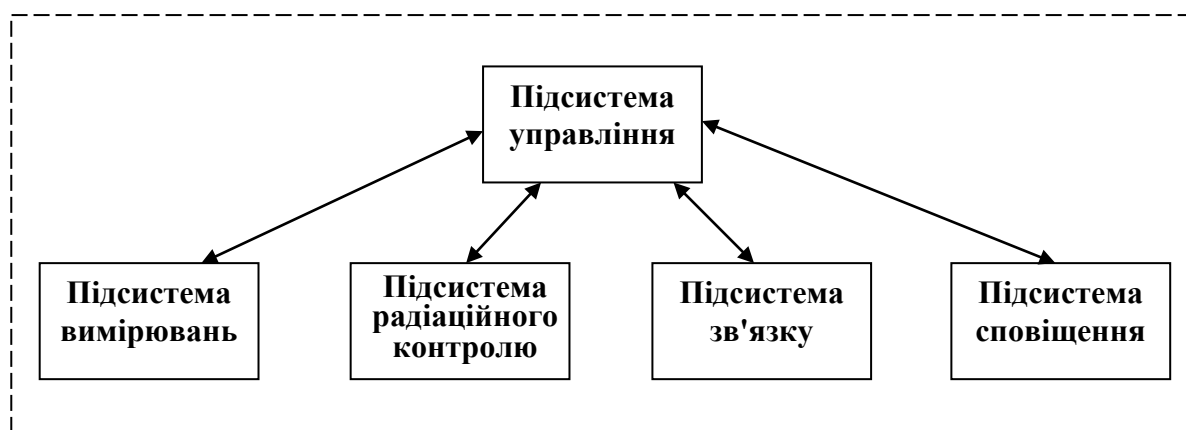 Підсистема
управління
Підсистема
вимірювань
Підсистема
радіаційного
контролю
Підсистема
зв'язку
Підсистема
сповіщення